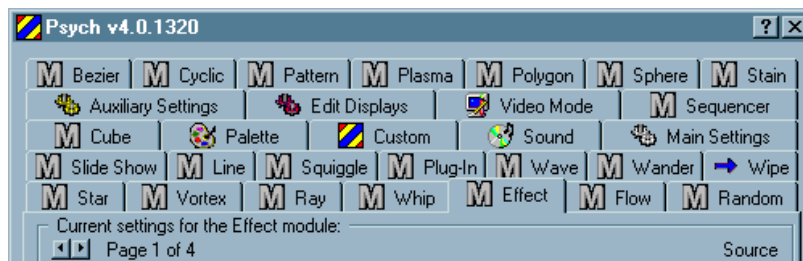 Psych v4.0.1320
Bezier Cyclic Pattern Plasma Polygon Sphere Stain
Auxiliary Settings Edit Displays Video Mode Sequencer
Cube Palette Custom Sound Main Settings
Slide Show Line Squiggle Plug-In Wave Wander Wipe
Star Vortex Ray Whip Effect Flow Random
Current settings for the Effect module:
Page 1 of 4 Source